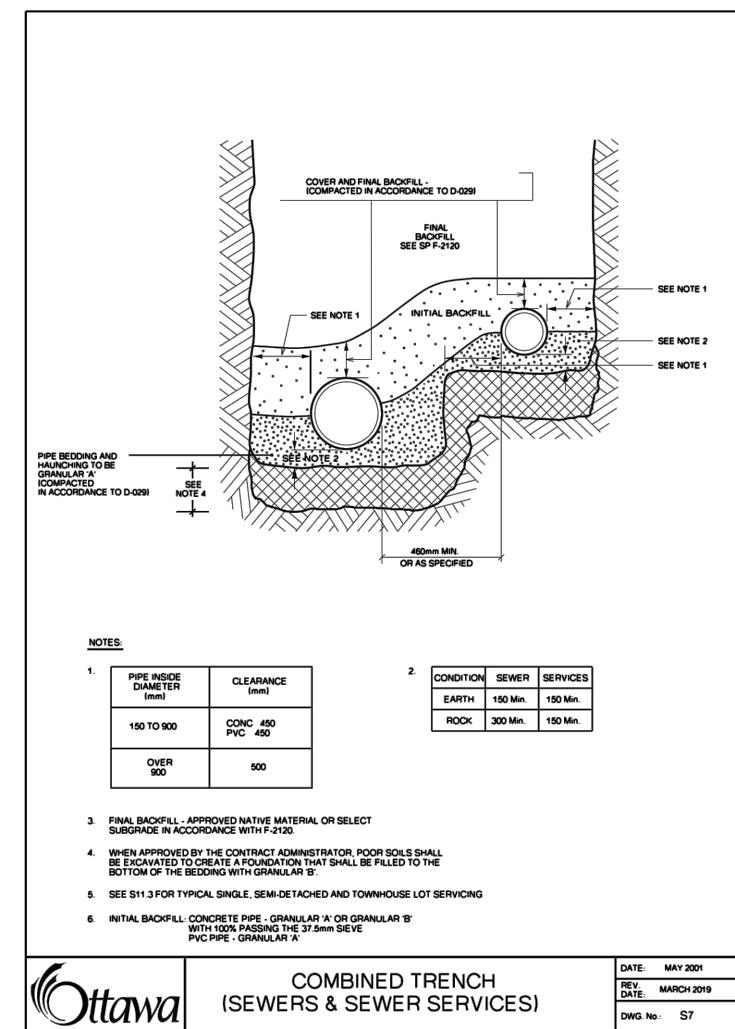 COVER AND FINAL BACKFILL -
(COMPACTED IN ACCORDANCE TO D-029)
FINAL
BACKFILL
SEE SP F-2120
SEE NOTE 1
SEE NOTE 1
INITIAL BACKFILL
SEE NOTE 2
SEE NOTE 1
PIPE BEDDING AND
HAUNCHING TO BE
GRANULAR 'A'
(COMPACTED
IN ACCORDANCE TO D-029)
SEE NOTE 2
SEE
NOTE 4
460mm MIN.
OR AS SPECIFIED
NOTES:
1.
PIPE INSIDE
DIAMETER
(mm)
CLEARANCE
(mm)
150 TO 900
CONC 450
PVC 450
OVER
900
500
2.
CONDITION SEWER SERVICES
EARTH 150 Min. 150 Min.
ROCK 300 Min. 150 Min.
3. FINAL BACKFILL - APPROVED NATIVE MATERIAL OR SELECT
SUBGRADE IN ACCORDANCE WITH F-2120.
4. WHEN APPROVED BY THE CONTRACT ADMINISTRATOR, POOR SOILS SHALL
BE EXCAVATED TO CREATE A FOUNDATION THAT SHALL BE FILLED TO THE
BOTTOM OF THE BEDDING WITH GRANULAR 'B'.
5. SEE S11.3 FOR TYPICAL SINGLE, SEMI-DETACHED AND TOWNHOUSE LOT SERVICING
6. INITIAL BACKFILL: CONCRETE PIPE - GRANULAR 'A' OR GRANULAR 'B'
WITH 100% PASSING THE 37.5mm SIEVE
PVC PIPE - GRANULAR 'A'
Ottawa
COMBINED TRENCH
(SEWERS & SEWER SERVICES)
DATE: MAY 2001
REV.
DATE: MARCH 2019
DWG. No.: S7